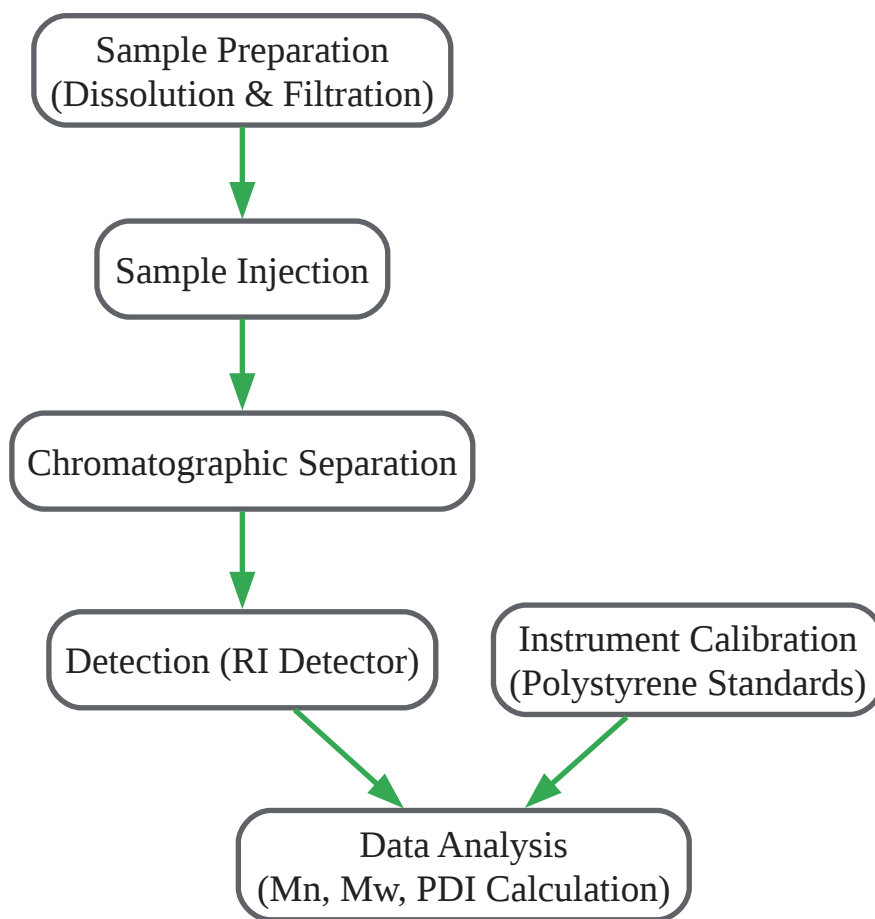 Sample Preparation
(Dissolution & Filtration)
Sample Injection
Chromatographic Separation
Detection (RI Detector)
Instrument Calibration
(Polystyrene Standards)
Data Analysis
(Mn, Mw, PDI Calculation)